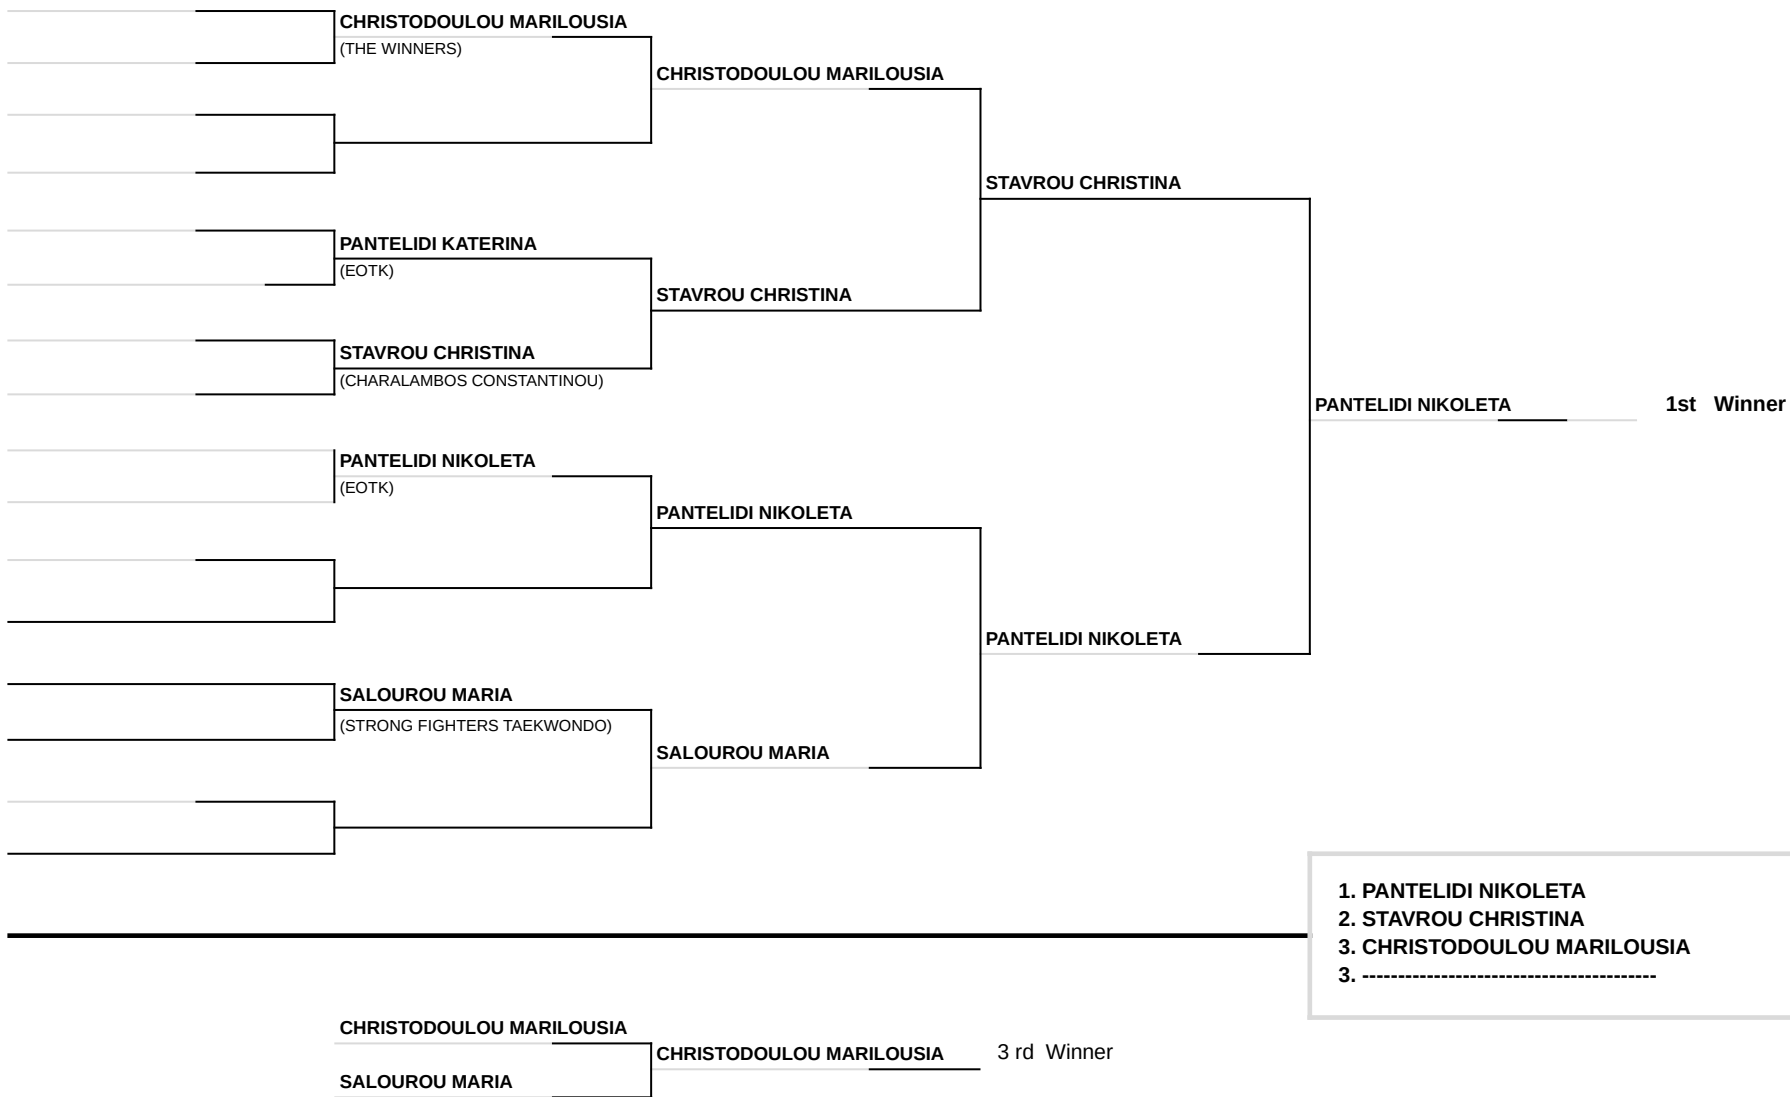 CHRISTODOULOU MARILOUSIA
(THE WINNERS)
CHRISTODOULOU MARILOUSIA
STAVROU CHRISTINA
PANTELIDI KATERINA
(EOTK)
STAVROU CHRISTINA
STAVROU CHRISTINA
(CHARALAMBOS CONSTANTINOU)
PANTELIDI NIKOLETA 1st Winner
PANTELIDI NIKOLETA
(EOTK)
PANTELIDI NIKOLETA
PANTELIDI NIKOLETA
SALOUROU MARIA
(STRONG FIGHTERS TAEKWONDO)
SALOUROU MARIA
1. PANTELIDI NIKOLETA
2. STAVROU CHRISTINA
3. CHRISTODOULOU MARILOUSIA
3. -----------------------------------------
CHRISTODOULOU MARILOUSIA
CHRISTODOULOU MARILOUSIA 3 rd Winner
SALOUROU MARIA